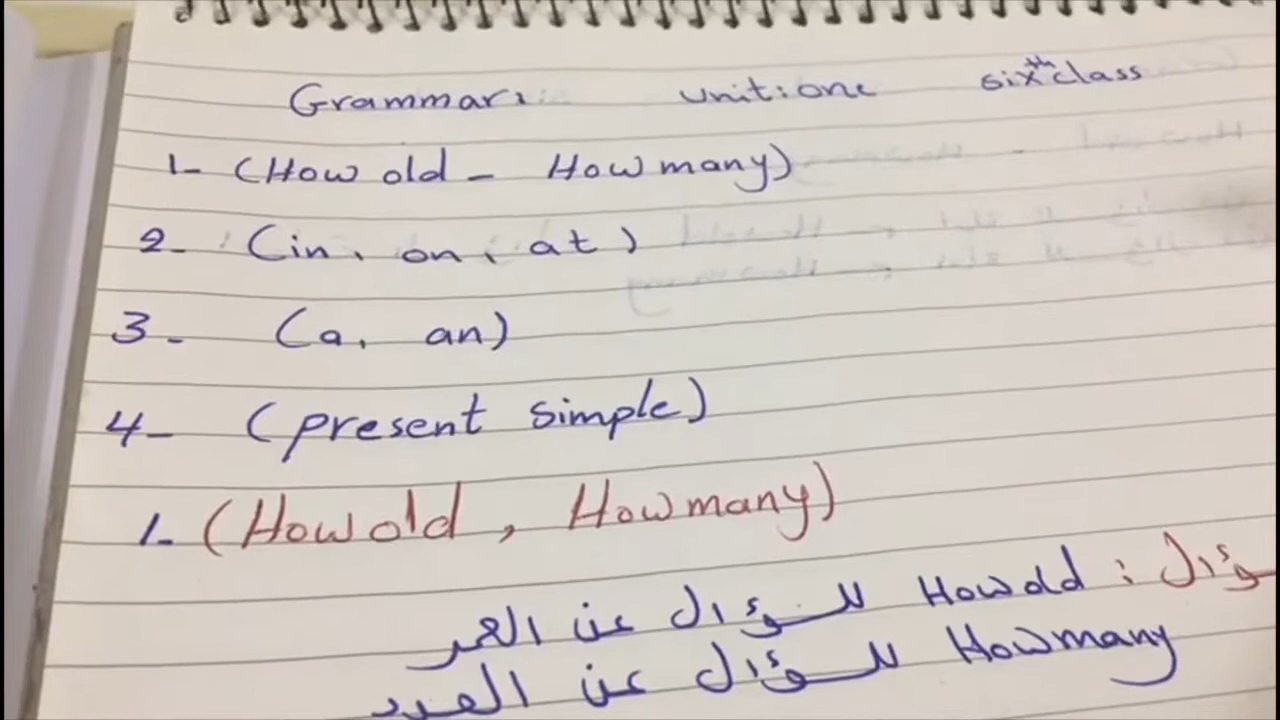 Grammar: unit:one sixth class
1- (How old - How many)
2- (in, on, at)
3- (a, an)
4- (present simple)
1- (How old, How many)
سؤال : How old للسؤال عن العمر
How many للسؤال عن العدد